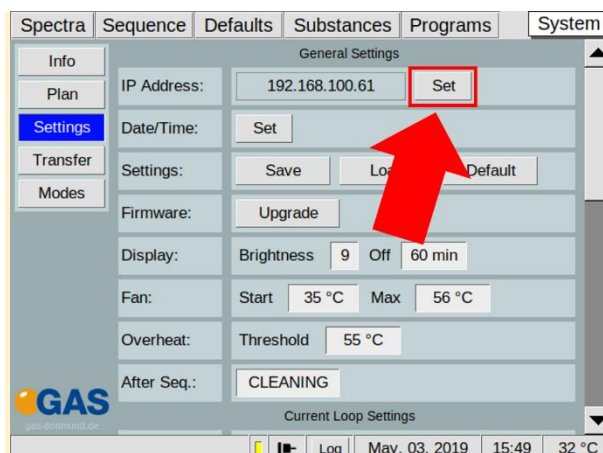 Spectra Sequence Defaults Substances Programs System
Info
Plan
Settings
Transfer
Modes
General Settings
IP Address: 192.168.100.61 Set
Date/Time: Set
Settings: Save Default
Firmware: Upgrade
Display: Brightness 9 Off 60 min
Fan: Start 35 °C Max 56 °C
Overheat: Threshold 55 °C
After Seq.: CLEANING
Current Loop Settings
GAS
gas-dortmund.de
Log May. 03. 2019 15:49 32 °C